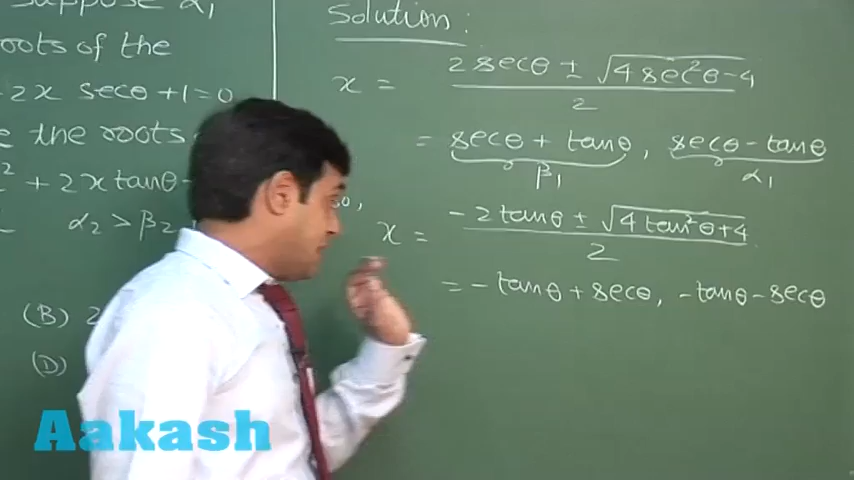 suppose α₁
roots of the
-2x secθ+1=0
the roots
² + 2x tanθ -
α₂ > β₂
(B) 2
(D)
Solution:
x = 2secθ ± √4sec²θ-4 / 2
= secθ + tanθ, secθ - tanθ
β₁ α₁
so,
x = -2tanθ ± √4tan²θ+4 / 2
= -tanθ+secθ, -tanθ-secθ
Aakash